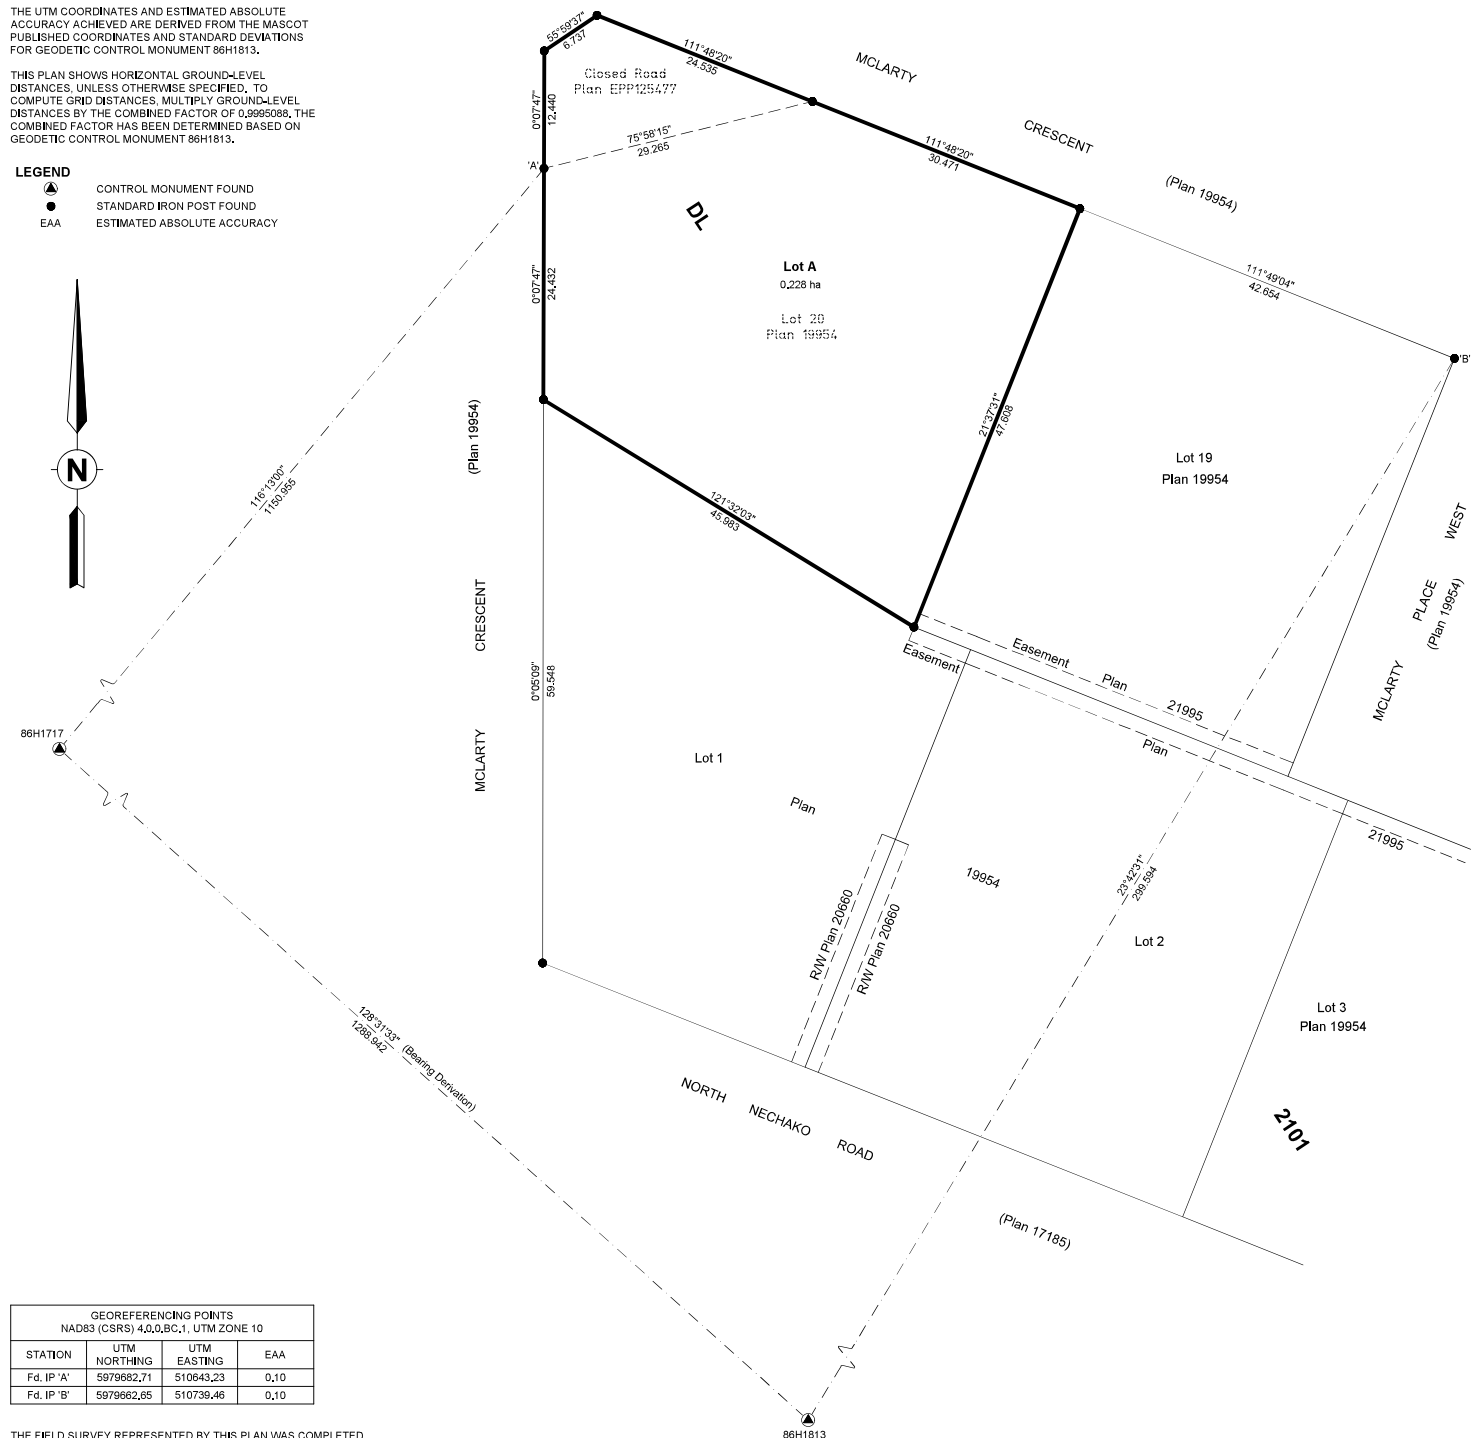 THE UTM COORDINATES AND ESTIMATED ABSOLUTE
ACCURACY ACHIEVED ARE DERIVED FROM THE MASCOT
PUBLISHED COORDINATES AND STANDARD DEVIATIONS
FOR GEODETIC CONTROL MONUMENT 86H1813.
THIS PLAN SHOWS HORIZONTAL GROUND-LEVEL
DISTANCES, UNLESS OTHERWISE SPECIFIED. TO
COMPUTE GRID DISTANCES, MULTIPLY GROUND-LEVEL
DISTANCES BY THE COMBINED FACTOR OF 0.9995088. THE
COMBINED FACTOR HAS BEEN DETERMINED BASED ON
GEODETIC CONTROL MONUMENT 86H1813.
LEGEND
CONTROL MONUMENT FOUND
STANDARD IRON POST FOUND
EAA ESTIMATED ABSOLUTE ACCURACY
N
55°59'37"
6.737
111°48'20"
24.535
MCLARTY
CRESCENT
(Plan 19954)
Closed Road
Plan EPP125477
0°07'47"
12.440
75°58'15"
29.265
'A'
111°48'20"
30.471
DL
Lot A
0.228 ha
Lot 20
Plan 19954
0°07'47"
24.432
111°49'04"
42.654
'B'
21°37'31"
47.608
121°32'03"
45.983
Lot 19
Plan 19954
(Plan 19954)
CRESCENT
MCLARTY
0°05'09"
59.548
116°13'00"
1150.955
86H1717
WEST
PLACE
(Plan 19954)
MCLARTY
Easement
Plan
21995
Easement
Plan
21995
Lot 1
Plan
19954
R/W Plan 20660
R/W Plan 20660
23°42'31"
299.594
Lot 2
Lot 3
Plan 19954
2101
128°31'33" (Bearing Derivation)
1288.942
NORTH NECHAKO ROAD
(Plan 17185)
86H1813
GEOREFERENCING POINTS
NAD83 (CSRS) 4.0.0.BC.1, UTM ZONE 10
STATION UTM NORTHING UTM EASTING EAA
Fd. IP 'A' 5979682.71 510643.23 0.10
Fd. IP 'B' 5979662.65 510739.46 0.10
THE FIELD SURVEY REPRESENTED BY THIS PLAN WAS COMPLETED